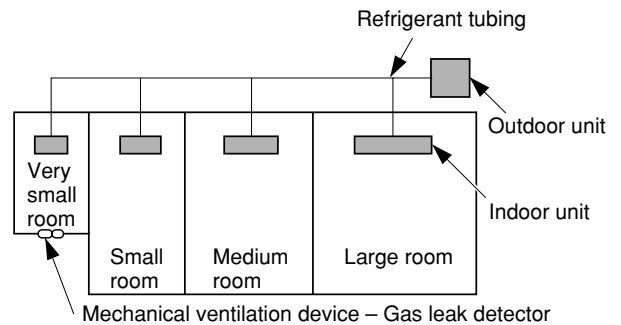 Refrigerant tubing
Outdoor unit
Indoor unit
Very
small
room
Small
room
Medium
room
Large room
Mechanical ventilation device – Gas leak detector